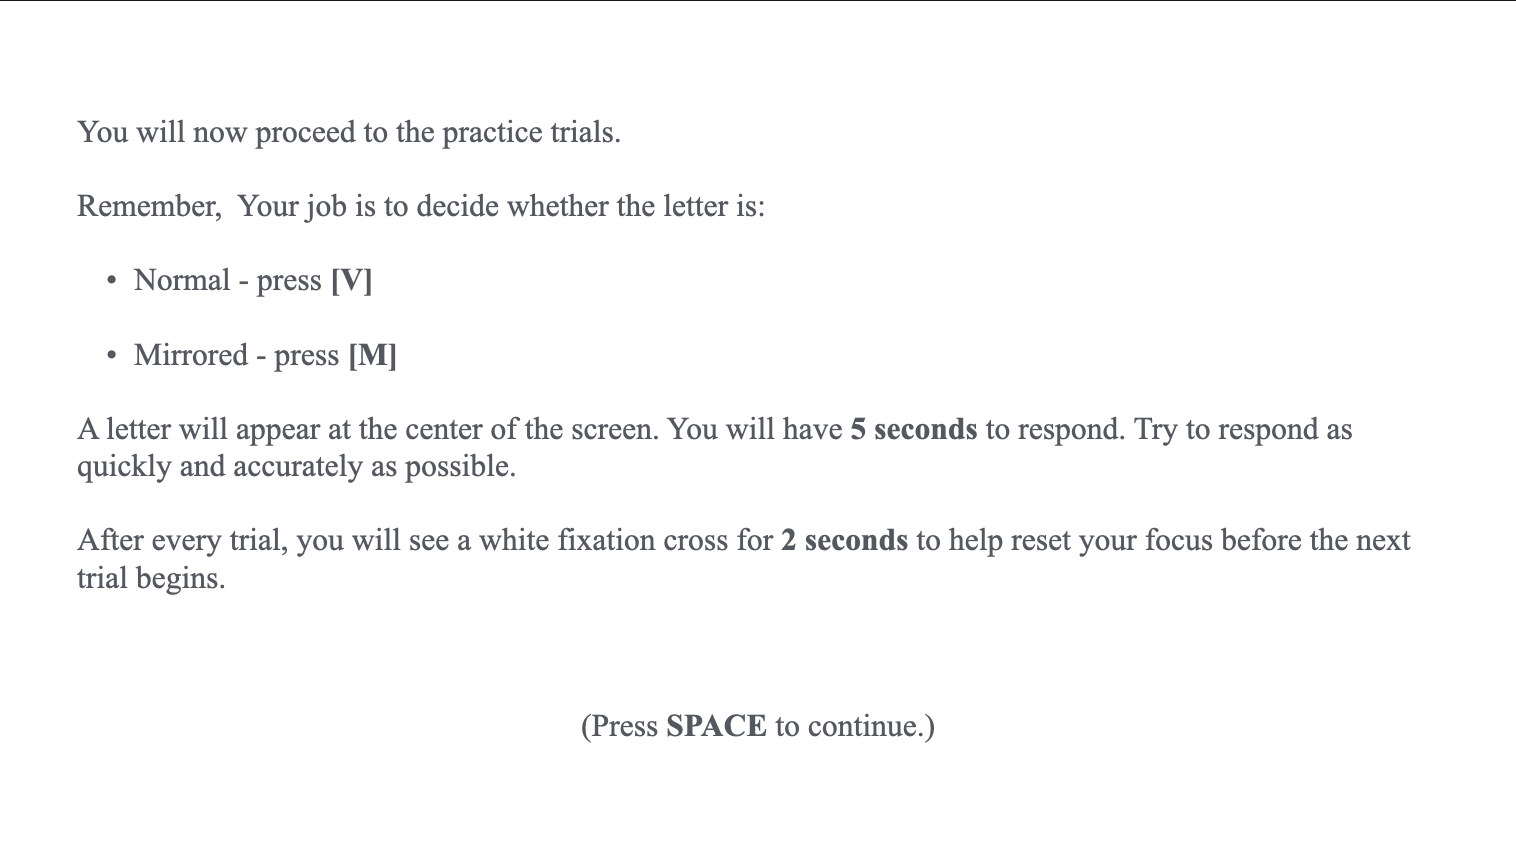 You will now proceed to the practice trials.
Remember,  Your job is to decide whether the letter is:
• Normal - press [V]
• Mirrored - press [M]
A letter will appear at the center of the screen. You will have 5 seconds to respond. Try to respond as
quickly and accurately as possible.
After every trial, you will see a white fixation cross for 2 seconds to help reset your focus before the next
trial begins.
(Press SPACE to continue.)